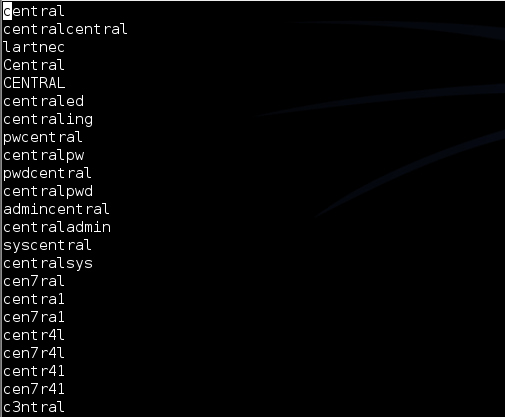 central
centralcentral
lartnec
Central
CENTRAL
centraled
centraling
pwcentral
centralpw
pwdcentral
centralpwd
admincentral
centraladmin
syscentral
centralsys
cen7ral
centra1
cen7ra1
centr4l
cen7r4l
centr41
cen7r41
c3ntral